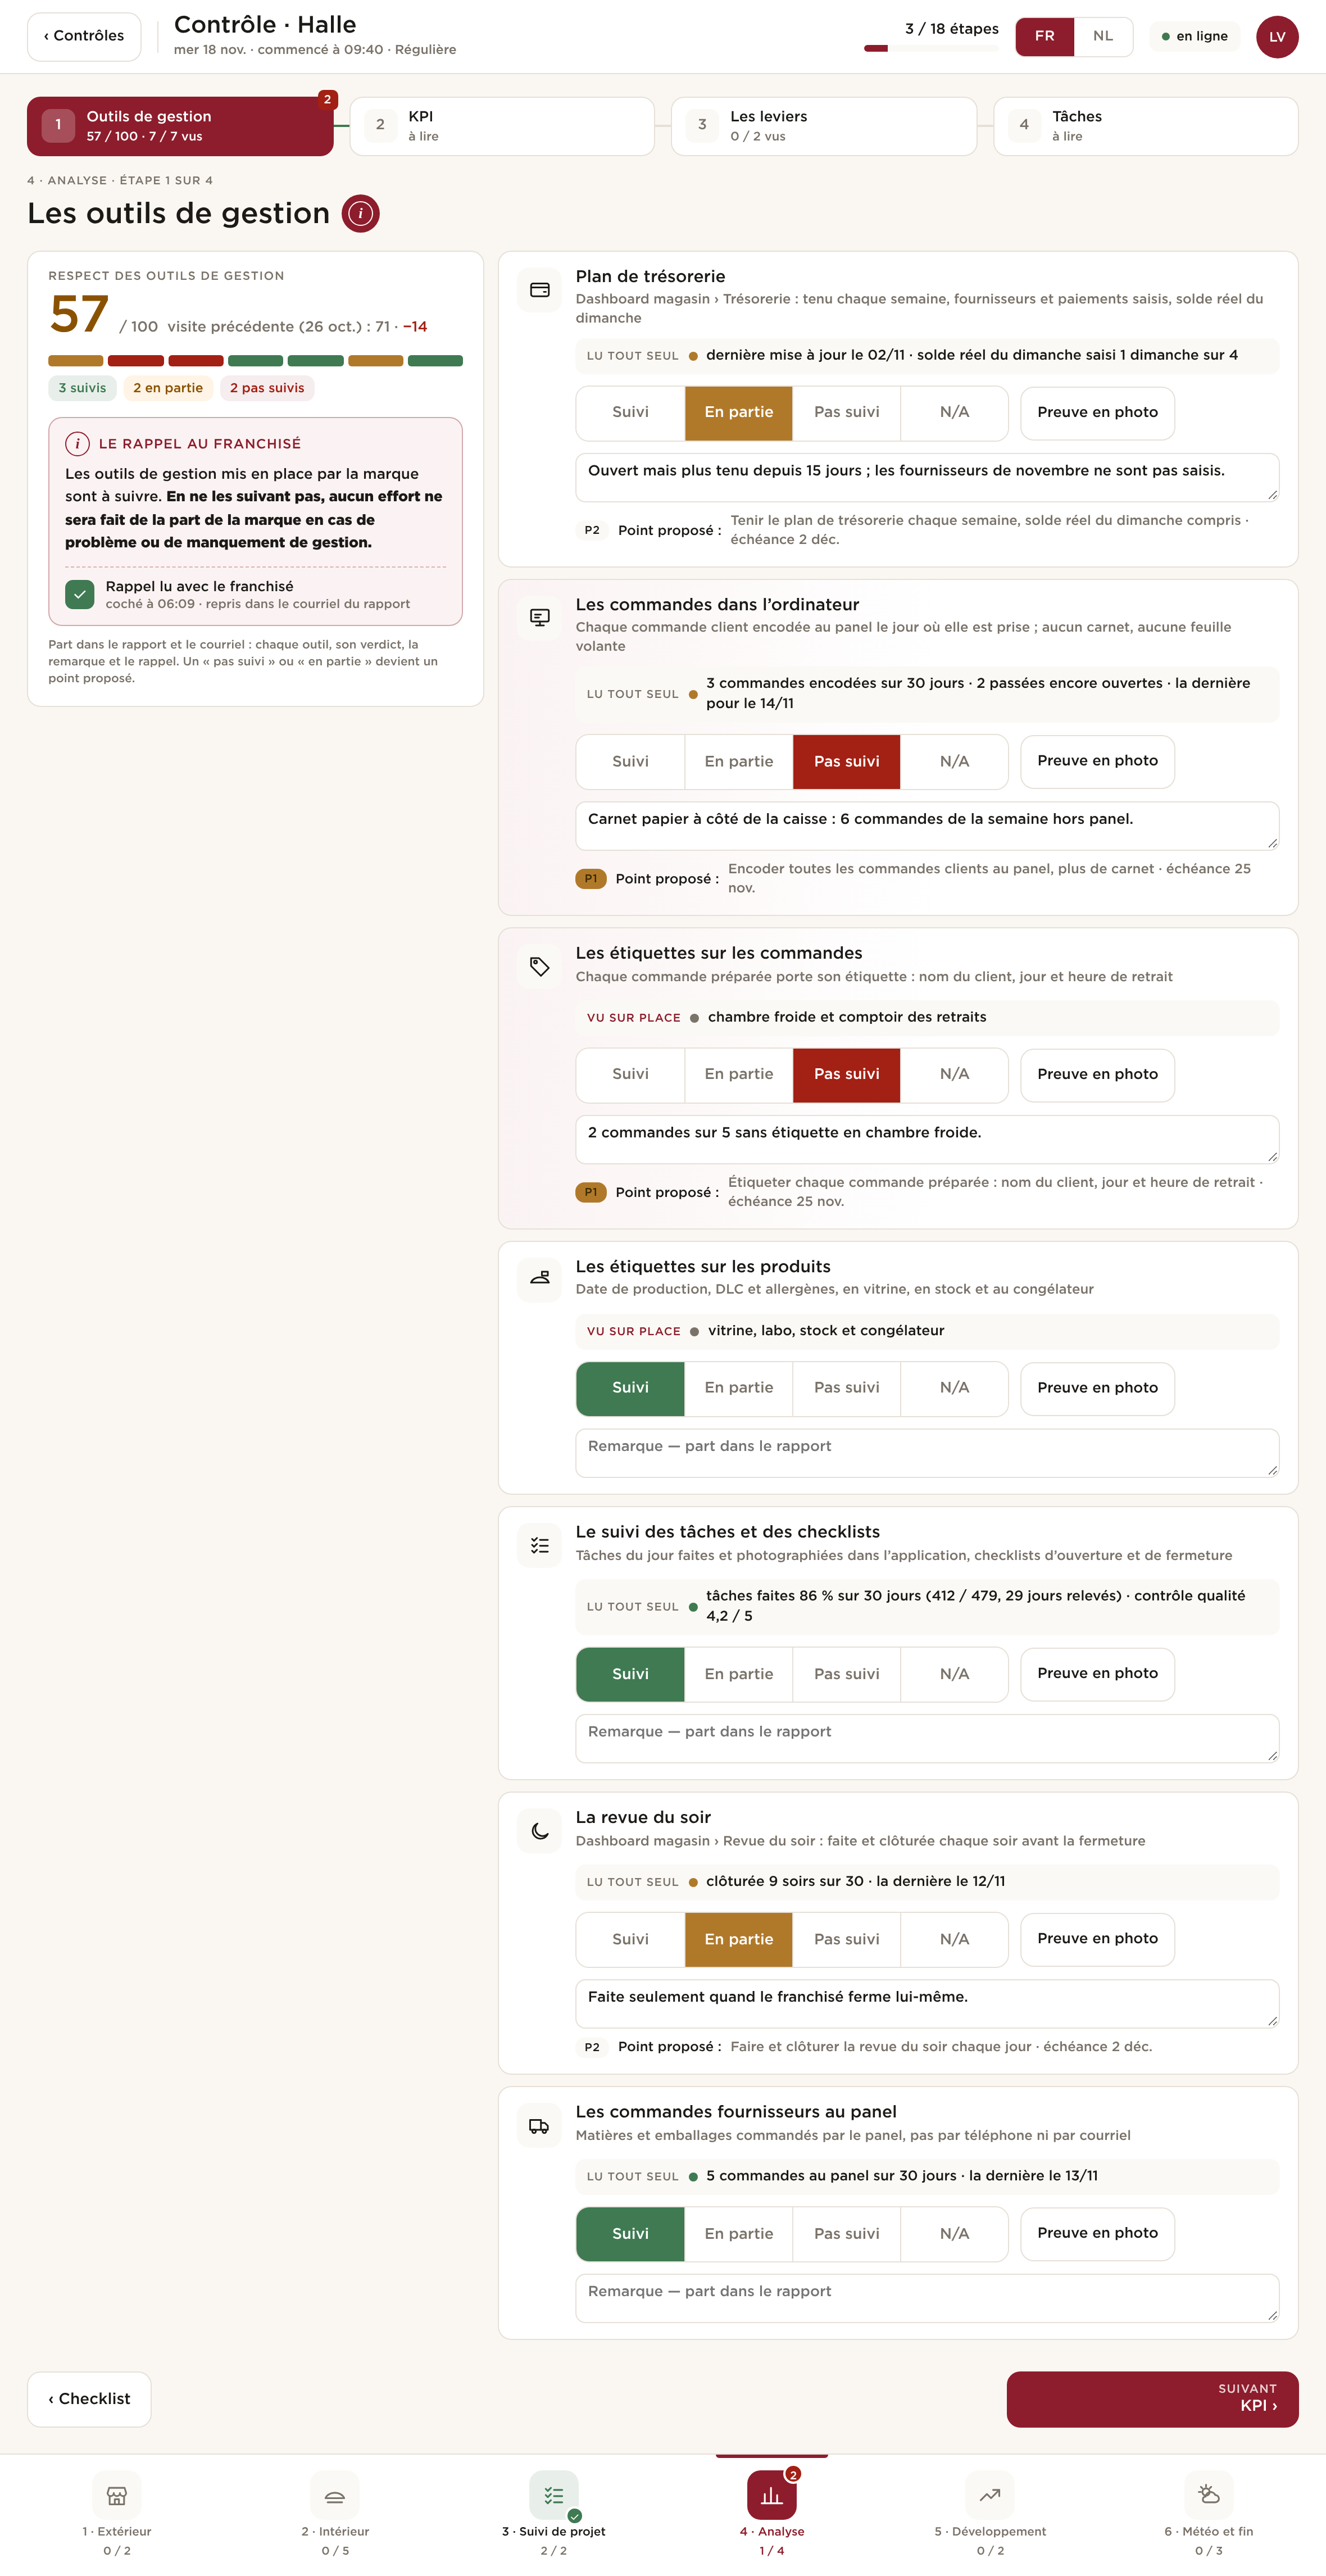 ‹ Contrôles
Contrôle · Halle
mer 18 nov. · commencé à 09:40 · Régulière
3 / 18 étapes
FR
NL
en ligne
LV
1
Outils de gestion
57 / 100 · 7 / 7 vus
2
2
KPI
à lire
3
Les leviers
0 / 2 vus
4
Tâches
à lire
4 · ANALYSE · ÉTAPE 1 SUR 4
Les outils de gestion
i
RESPECT DES OUTILS DE GESTION
57 / 100 visite précédente (26 oct.) : 71 · −14
3 suivis
2 en partie
2 pas suivis
i LE RAPPEL AU FRANCHISÉ
Les outils de gestion mis en place par la marque
sont à suivre. En ne les suivant pas, aucun effort ne
sera fait de la part de la marque en cas de
problème ou de manquement de gestion.
Rappel lu avec le franchisé
coché à 06:09 · repris dans le courriel du rapport
Part dans le rapport et le courriel : chaque outil, son verdict, la
remarque et le rappel. Un « pas suivi » ou « en partie » devient un
point proposé.
Plan de trésorerie
Dashboard magasin › Trésorerie : tenu chaque semaine, fournisseurs et paiements saisis, solde réel du
dimanche
LU TOUT SEUL dernière mise à jour le 02/11 · solde réel du dimanche saisi 1 dimanche sur 4
Suivi
En partie
Pas suivi
N/A
Preuve en photo
Ouvert mais plus tenu depuis 15 jours ; les fournisseurs de novembre ne sont pas saisis.
P2 Point proposé : Tenir le plan de trésorerie chaque semaine, solde réel du dimanche compris ·
échéance 2 déc.
Les commandes dans l’ordinateur
Chaque commande client encodée au panel le jour où elle est prise ; aucun carnet, aucune feuille
volante
LU TOUT SEUL 3 commandes encodées sur 30 jours · 2 passées encore ouvertes · la dernière
pour le 14/11
Suivi
En partie
Pas suivi
N/A
Preuve en photo
Carnet papier à côté de la caisse : 6 commandes de la semaine hors panel.
P1 Point proposé : Encoder toutes les commandes clients au panel, plus de carnet · échéance 25
nov.
Les étiquettes sur les commandes
Chaque commande préparée porte son étiquette : nom du client, jour et heure de retrait
VU SUR PLACE chambre froide et comptoir des retraits
Suivi
En partie
Pas suivi
N/A
Preuve en photo
2 commandes sur 5 sans étiquette en chambre froide.
P1 Point proposé : Étiqueter chaque commande préparée : nom du client, jour et heure de retrait ·
échéance 25 nov.
Les étiquettes sur les produits
Date de production, DLC et allergènes, en vitrine, en stock et au congélateur
VU SUR PLACE vitrine, labo, stock et congélateur
Suivi
En partie
Pas suivi
N/A
Preuve en photo
Remarque — part dans le rapport
Le suivi des tâches et des checklists
Tâches du jour faites et photographiées dans l’application, checklists d’ouverture et de fermeture
LU TOUT SEUL tâches faites 86 % sur 30 jours (412 / 479, 29 jours relevés) · contrôle qualité
4,2 / 5
Suivi
En partie
Pas suivi
N/A
Preuve en photo
Remarque — part dans le rapport
La revue du soir
Dashboard magasin › Revue du soir : faite et clôturée chaque soir avant la fermeture
LU TOUT SEUL clôturée 9 soirs sur 30 · la dernière le 12/11
Suivi
En partie
Pas suivi
N/A
Preuve en photo
Faite seulement quand le franchisé ferme lui-même.
P2 Point proposé : Faire et clôturer la revue du soir chaque jour · échéance 2 déc.
Les commandes fournisseurs au panel
Matières et emballages commandés par le panel, pas par téléphone ni par courriel
LU TOUT SEUL 5 commandes au panel sur 30 jours · la dernière le 13/11
Suivi
En partie
Pas suivi
N/A
Preuve en photo
Remarque — part dans le rapport
‹ Checklist
SUIVANT
KPI ›
1 · Extérieur
0 / 2
2 · Intérieur
0 / 5
3 · Suivi de projet
2 / 2
2
4 · Analyse
1 / 4
5 · Développement
0 / 2
6 · Météo et fin
0 / 3